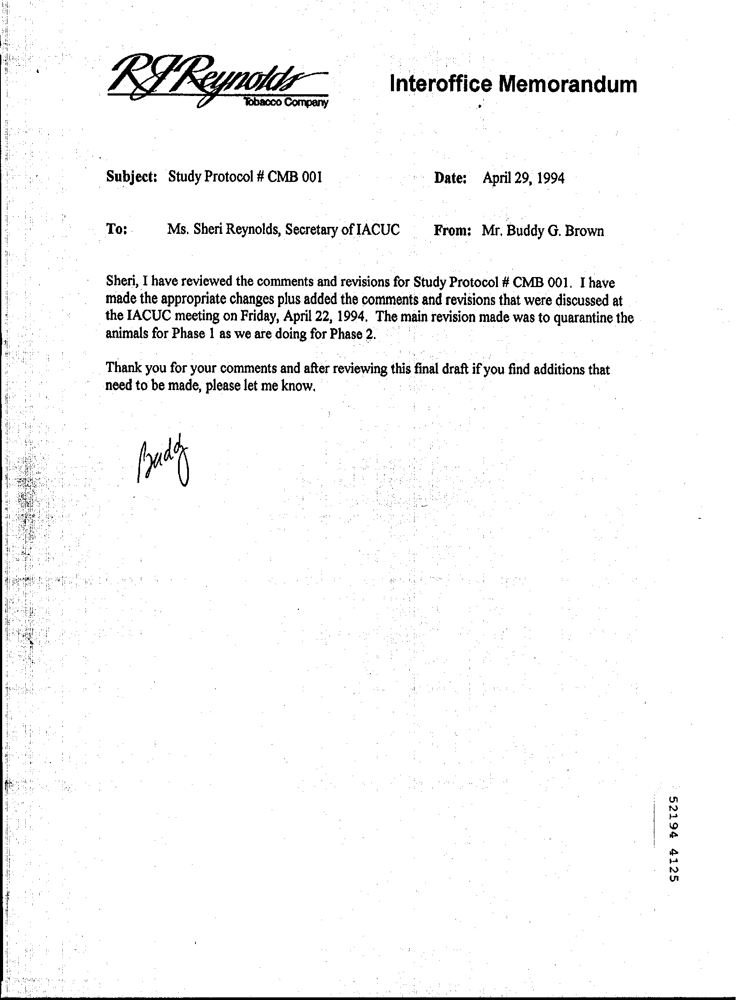 RJReynolds
Tobacco Company
Interoffice Memorandum
Subject: Study Protocol # CMB 001
Date: April 29, 1994
To: Ms. Sheri Reynolds, Secretary of IACUC
From: Mr. Buddy G. Brown
Sheri, I have reviewed the comments and revisions for Study Protocol # CMB 001. I have
made the appropriate changes plus added the comments and revisions that were discussed at
the IACUC meeting on Friday, April 22, 1994. The main revision made was to quarantine the
animals for Phase 1 as we are doing for Phase 2.
Thank you for your comments and after reviewing this final draft if you find additions that
need to be made, please let me know.
Buddy
52194 4125